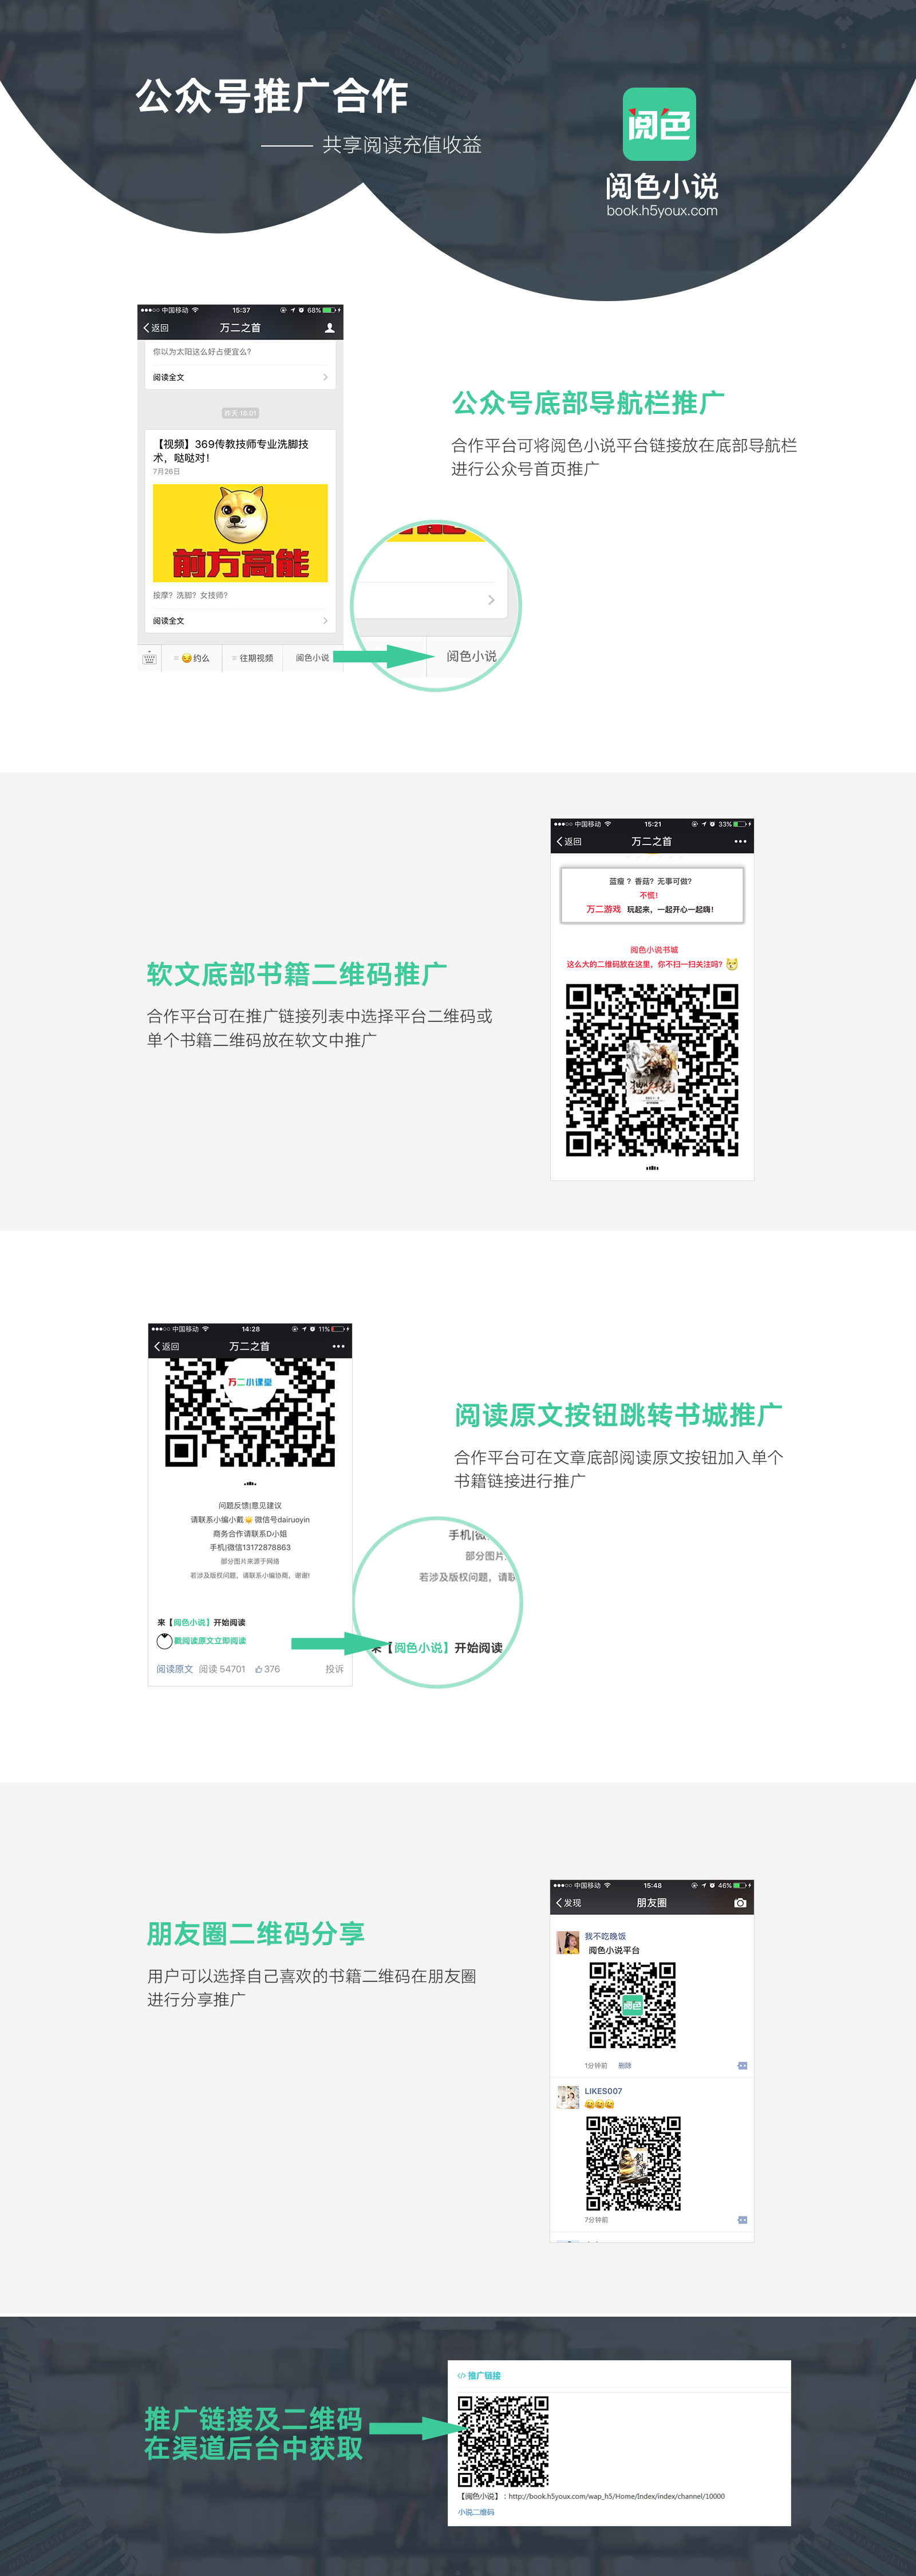 公众号推广合作
—— 共享阅读充值收益
阅色
阅色小说
book.h5youx.com
中国移动 15:37 68%
返回 万二之首
你以为太阳这么好占便宜么?
阅读全文
昨天 18:01
【视频】369传教技师专业洗脚技
术，哒哒对！
7月26日
前方高能
按摩？洗脚？女技师？
阅读全文
约么 往期视频 阅色小说
阅色小说
公众号底部导航栏推广
合作平台可将阅色小说平台链接放在底部导航栏
进行公众号首页推广
软文底部书籍二维码推广
合作平台可在推广链接列表中选择平台二维码或
单个书籍二维码放在软文中推广
中国移动 15:21 33%
返回 万二之首
蓝瘦？香菇？无事可做？
不慌！
万二游戏 玩起来，一起开心一起嗨！
阅色小说书城
这么大的二维码放在这里，你不扫一扫关注吗？
中国移动 14:28 11%
返回 万二之首
万二小课堂
问题反馈|意见建议
请联系小编小戴 微信号dairuoyin
商务合作请联系D小姐
手机|微信13172878863
部分图片来源于网络
若涉及版权问题，请联系小编协商，谢谢！
来【阅色小说】开始阅读
戳阅读原文立即阅读
阅读原文 阅读 54701 376 投诉
手机|微
部分图片
若涉及版权问题，请联
来【阅色小说】开始阅读
阅读原文按钮跳转书城推广
合作平台可在文章底部阅读原文按钮加入单个
书籍链接进行推广
朋友圈二维码分享
用户可以选择自己喜欢的书籍二维码在朋友圈
进行分享推广
中国移动 15:48 46%
发现 朋友圈
我不吃晚饭
阅色小说平台
阅色
1分钟前 删除
LIKES007
7分钟前
推广链接及二维码
在渠道后台中获取
</> 推广链接
【阅色小说】：http://book.h5youx.com/wap_h5/Home/Index/index/channel/10000
小说二维码